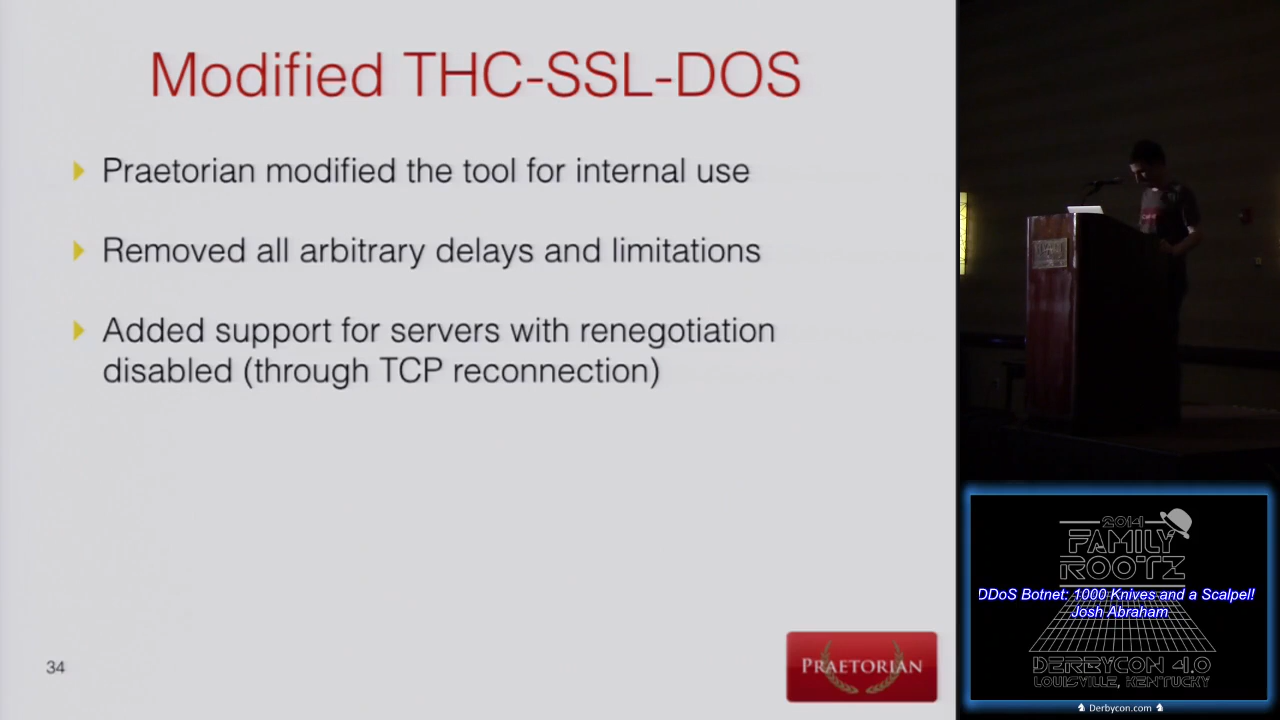 Modified THC-SSL-DOS
Praetorian modified the tool for internal use
Removed all arbitrary delays and limitations
Added support for servers with renegotiation
disabled (through TCP reconnection)
34
PRAETORIAN
2014
FAMILY
ROOTZ
DDoS Botnet: 1000 Knives and a Scalpel!
Josh Abraham
DERBYCON 4.0
LOUISVILLE, KENTUCKY
Derbycon.com